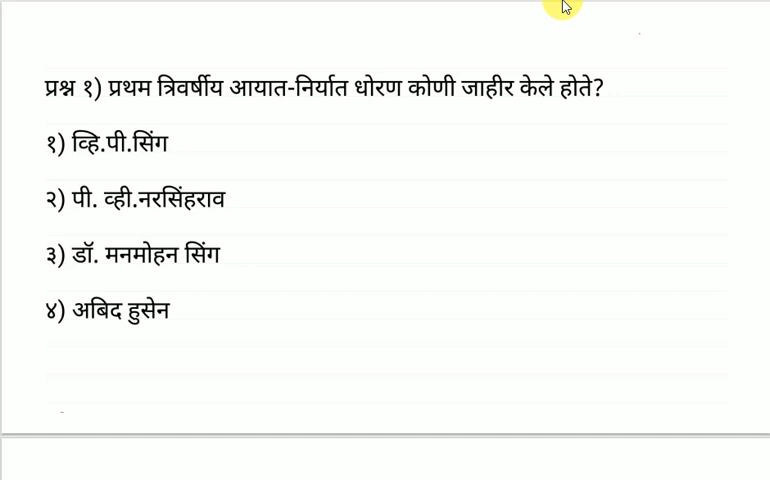 प्रश्न १) प्रथम त्रिवर्षीय आयात-निर्यात धोरण कोणी जाहीर केले होते?
१) व्हि.पी.सिंग
२) पी. व्ही.नरसिंहराव
३) डॉ. मनमोहन सिंग
४) अबिद हुसेन